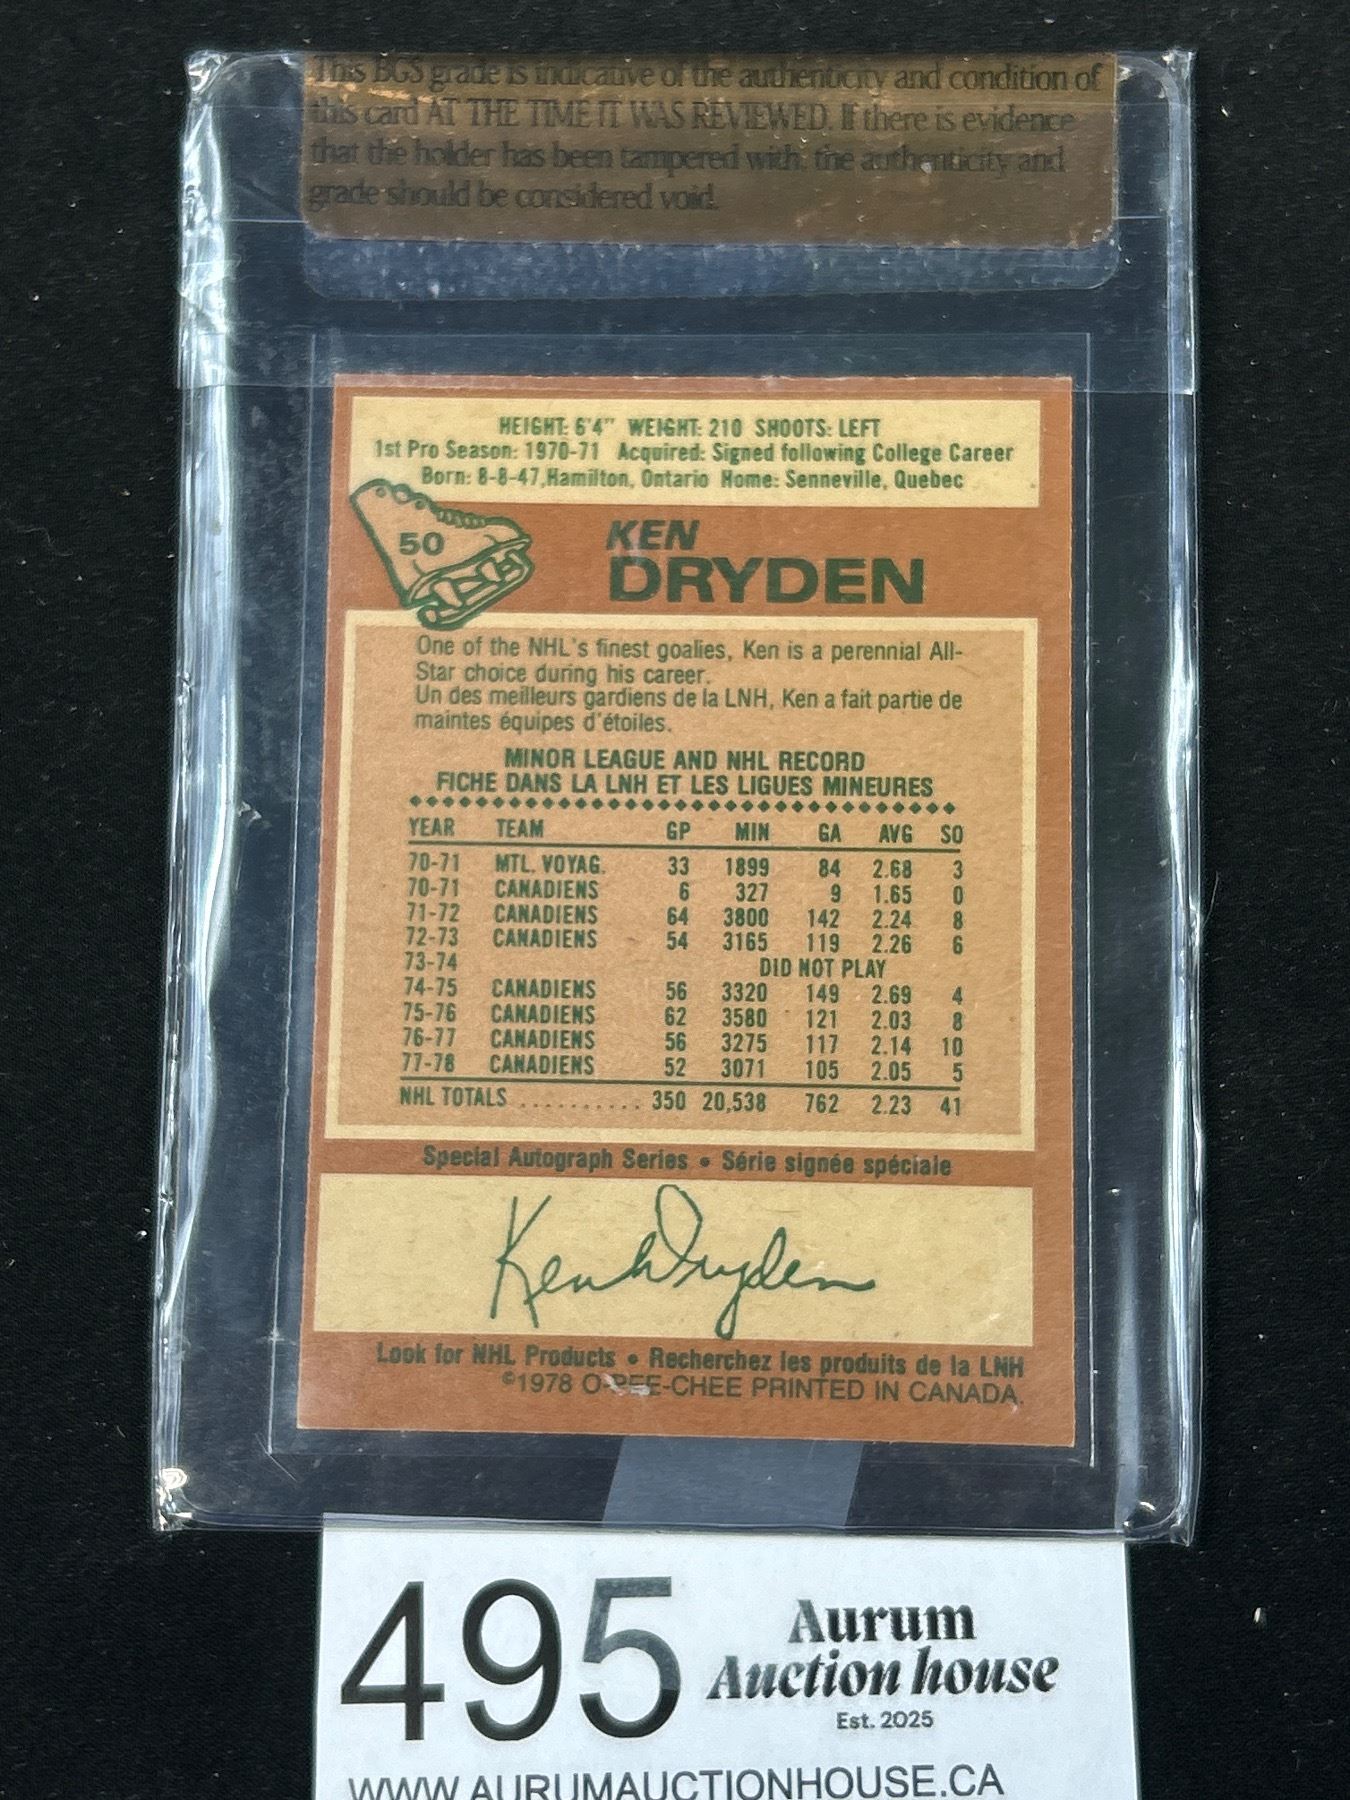 This BGS grade is indicative of the authenticity and condition of
this card AT THE TIME IT WAS REVIEWED. If there is evidence
that the holder has been tampered with, the authenticity and
grade should be considered void.
HEIGHT: 6'4" WEIGHT: 210 SHOOTS: LEFT
1st Pro Season: 1970-71 Acquired: Signed following College Career
Born: 8-8-47, Hamilton, Ontario Home: Senneville, Quebec
50
KEN
DRYDEN
One of the NHL's finest goalies, Ken is a perennial All-
Star choice during his career.
Un des meilleurs gardiens de la LNH, Ken a fait partie de
maintes équipes d'étoiles.
MINOR LEAGUE AND NHL RECORD
FICHE DANS LA LNH ET LES LIGUES MINEURES
YEAR TEAM GP MIN GA AVG SO
70-71 MTL. VOYAG. 33 1899 84 2.68 3
70-71 CANADIENS 6 327 9 1.65 0
71-72 CANADIENS 64 3800 142 2.24 8
72-73 CANADIENS 54 3165 119 2.26 6
73-74 DID NOT PLAY
74-75 CANADIENS 56 3320 149 2.69 4
75-76 CANADIENS 62 3580 121 2.03 8
76-77 CANADIENS 56 3275 117 2.14 10
77-78 CANADIENS 52 3071 105 2.05 5
NHL TOTALS .......... 350 20,538 762 2.23 41
Special Autograph Series • Série signée spéciale
Ken Dryden
Look for NHL Products • Recherchez les produits de la LNH
©1978 O-PEE-CHEE PRINTED IN CANADA.
495
Aurum
Auction house
Est. 2025
WWW.AURUMAUCTIONHOUSE.CA